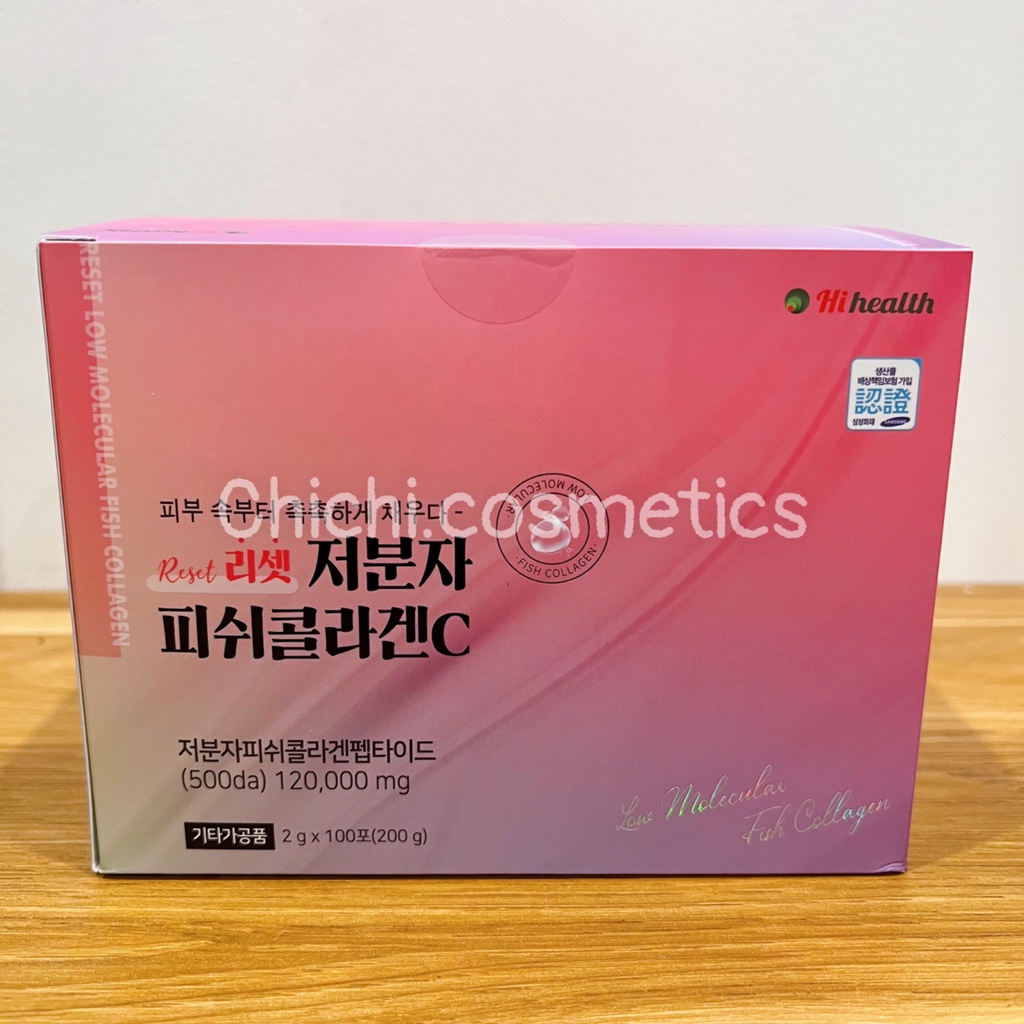 RESET LOW MOLECULAR FISH COLLAGEN
Hi health
생산물
배상책임보험 가입
認證
삼성화재 SAMSUNG
피부 속부터 촉촉하게 채우다 -
Chichi.cosmetics
LOW MOLECULAR
· FISH COLLAGEN ·
Reset 리셋 저분자
피쉬콜라겐C
저분자피쉬콜라겐펩타이드
(500da) 120,000 mg
기타가공품 2 g x 100포(200 g)
Low Molecular
Fish Collagen